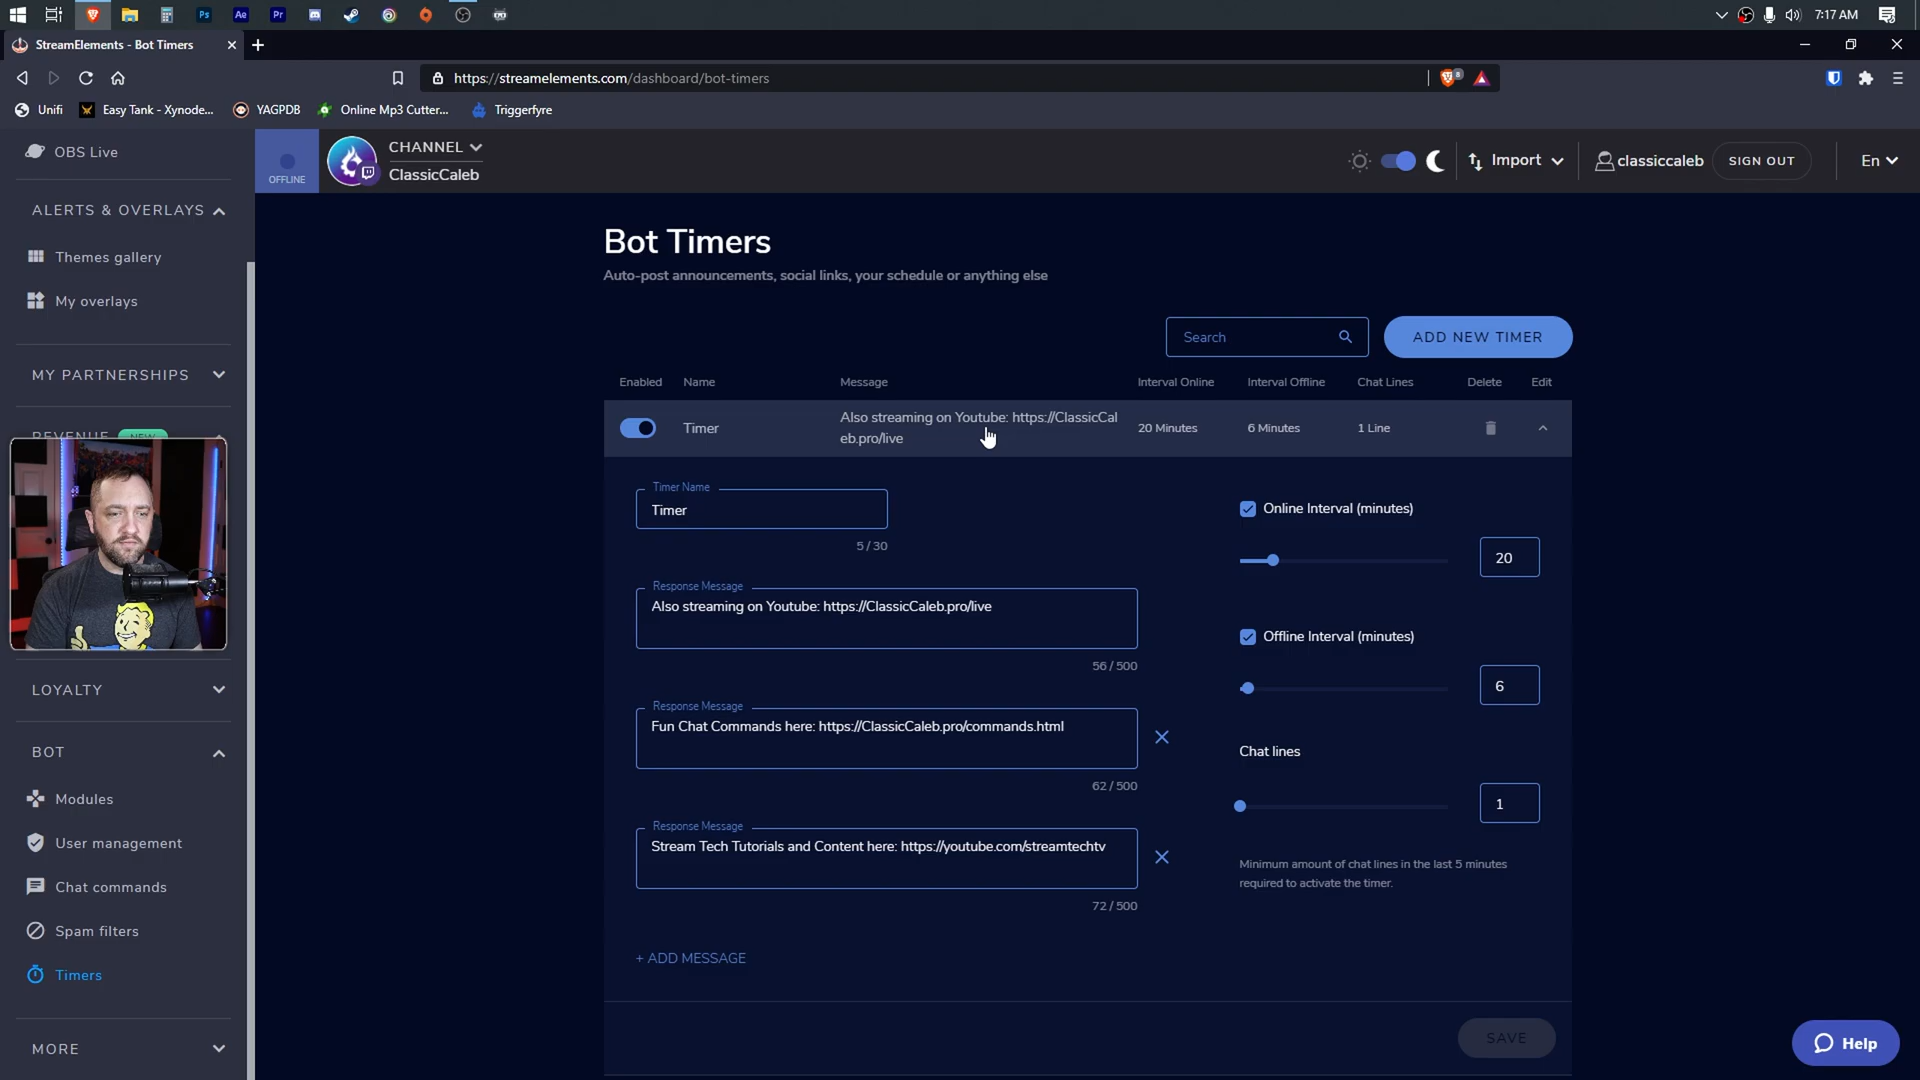 7:17 AM
StreamElements - Bot Timers
https://streamelements.com/dashboard/bot-timers
8
Unifi
Easy Tank - Xynode...
YAGPDB
Online Mp3 Cutter...
Triggerfyre
OBS Live
OFFLINE
CHANNEL
ClassicCaleb
Import
classiccaleb
SIGN OUT
En
ALERTS & OVERLAYS
Themes gallery
My overlays
MY PARTNERSHIPS
REVENUE NEW
LOYALTY
BOT
Modules
User management
Chat commands
Spam filters
Timers
MORE
Bot Timers
Auto-post announcements, social links, your schedule or anything else
Search
ADD NEW TIMER
Enabled Name Message Interval Online Interval Offline Chat Lines Delete Edit
Timer
Also streaming on Youtube: https://ClassicCal
eb.pro/live
20 Minutes
6 Minutes
1 Line
Timer Name
Timer
5 / 30
Response Message
Also streaming on Youtube: https://ClassicCaleb.pro/live
56 / 500
Response Message
Fun Chat Commands here: https://ClassicCaleb.pro/commands.html
62 / 500
Response Message
Stream Tech Tutorials and Content here: https://youtube.com/streamtechtv
72 / 500
+ ADD MESSAGE
Online Interval (minutes)
20
Offline Interval (minutes)
6
Chat lines
1
Minimum amount of chat lines in the last 5 minutes
required to activate the timer.
SAVE
Help